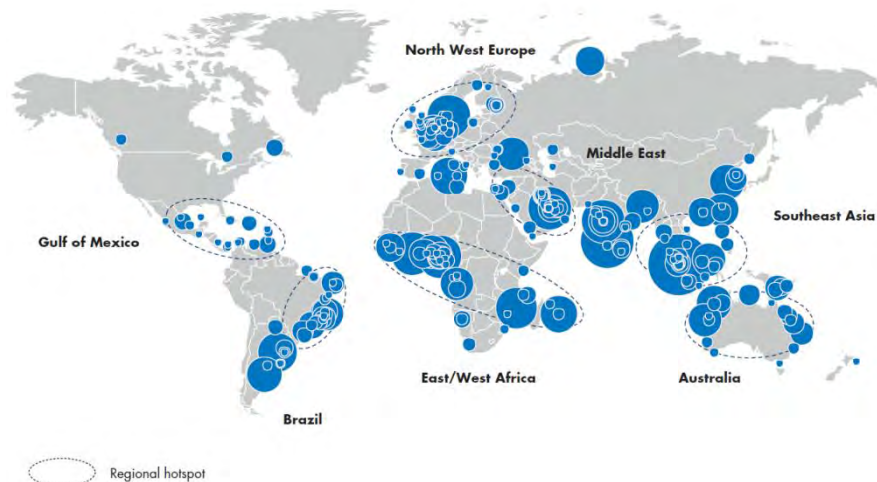 North West Europe
Middle East
Southeast Asia
Gulf of Mexico
East/West Africa
Australia
Brazil
Regional hotspot